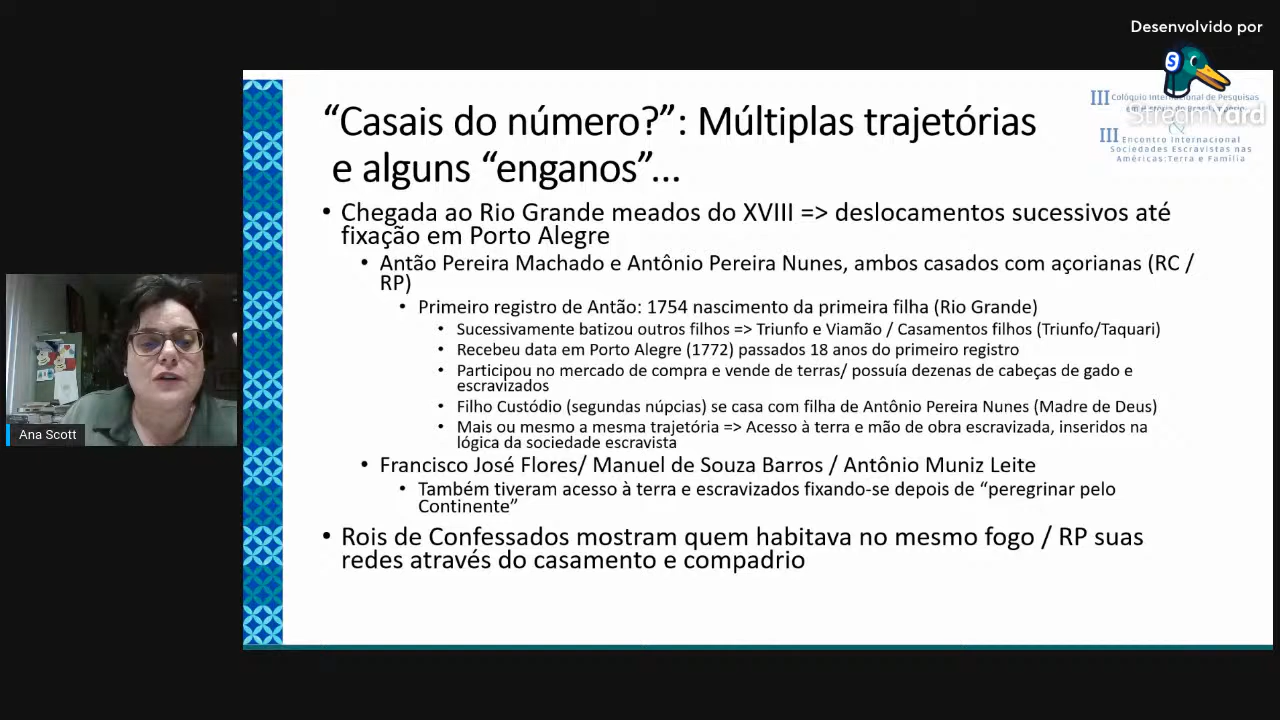 Desenvolvido por
S
StreamYard
III Colóquio Internacional de Pesquisas
&
III Encontro Internacional
Sociedades Escravistas nas
Américas:Terra e Família
“Casais do número?”: Múltiplas trajetórias
e alguns “enganos”...
• Chegada ao Rio Grande meados do XVIII => deslocamentos sucessivos até
fixação em Porto Alegre
• Antão Pereira Machado e Antônio Pereira Nunes, ambos casados com açorianas (RC /
RP)
• Primeiro registro de Antão: 1754 nascimento da primeira filha (Rio Grande)
• Sucessivamente batizou outros filhos => Triunfo e Viamão / Casamentos filhos (Triunfo/Taquari)
• Recebeu data em Porto Alegre (1772) passados 18 anos do primeiro registro
• Participou no mercado de compra e vende de terras/ possuía dezenas de cabeças de gado e
escravizados
• Filho Custódio (segundas núpcias) se casa com filha de Antônio Pereira Nunes (Madre de Deus)
• Mais ou mesmo a mesma trajetória => Acesso à terra e mão de obra escravizada, inseridos na
lógica da sociedade escravista
• Francisco José Flores/ Manuel de Souza Barros / Antônio Muniz Leite
• Também tiveram acesso à terra e escravizados fixando-se depois de “peregrinar pelo
Continente”
• Rois de Confessados mostram quem habitava no mesmo fogo / RP suas
redes através do casamento e compadrio
Ana Scott